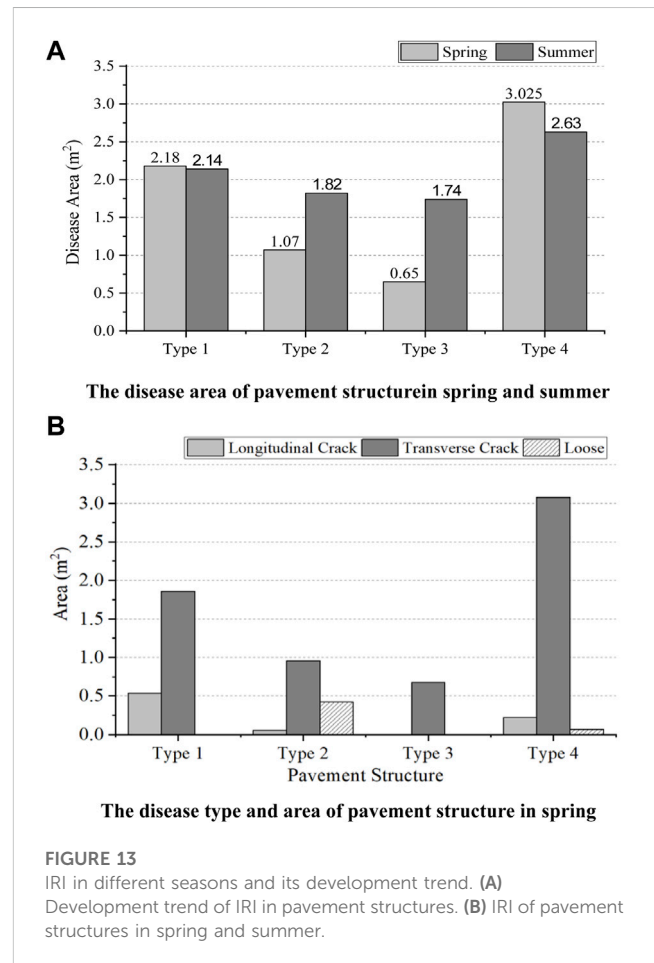 A
Spring Summer
3.5
3.0
2.5
2.0
1.5
1.0
0.5
0.0
Disease Area (m²)
2.18 2.14
1.07 1.82
0.65 1.74
3.025 2.63
Type 1 Type 2 Type 3 Type 4
The disease area of pavement structurein spring and summer
B
Longitudinal Crack Transverse Crack Loose
3.5
3.0
2.5
2.0
1.5
1.0
0.5
0.0
Area (m²)
Type 1 Type 2 Type 3 Type 4
Pavement Structure
The disease type and area of pavement structure in spring
FIGURE 13
IRI in different seasons and its development trend. (A)
Development trend of IRI in pavement structures. (B) IRI of pavement
structures in spring and summer.